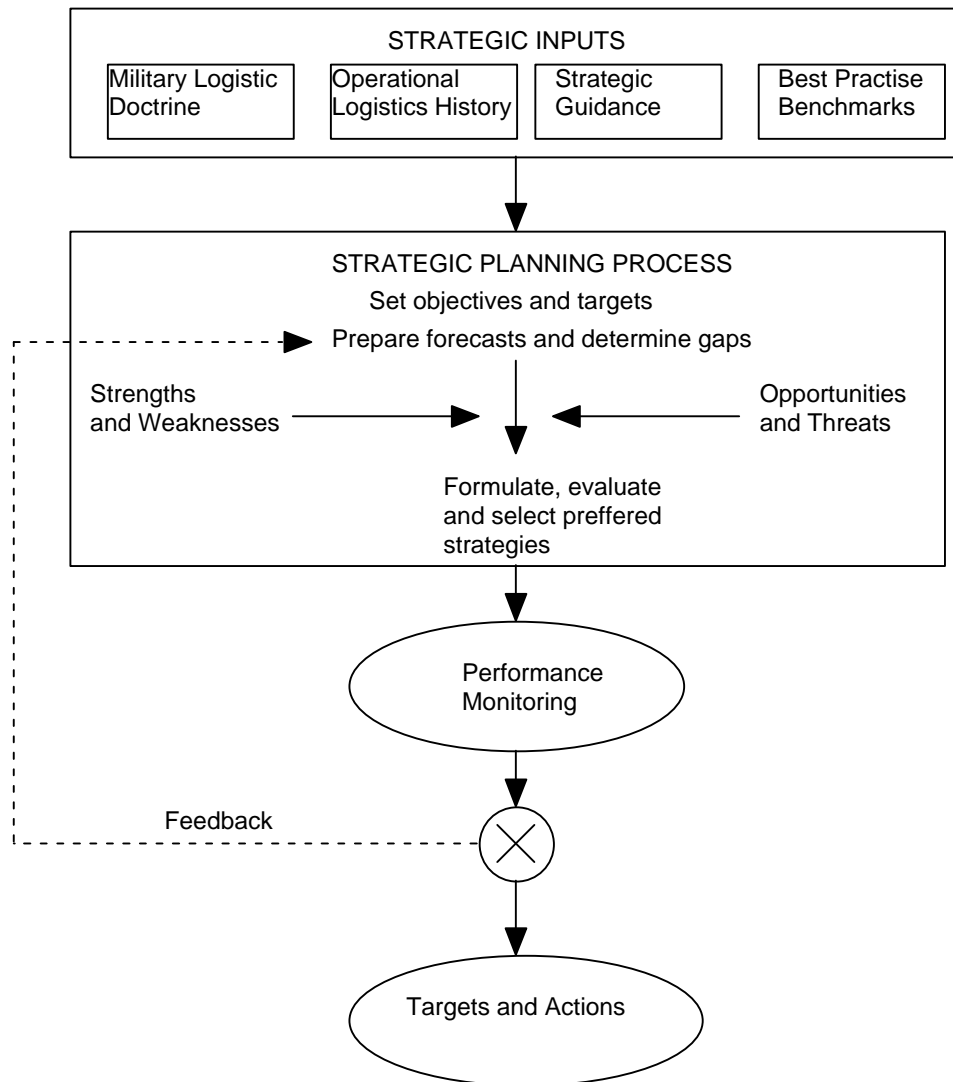 STRATEGIC INPUTS
Military Logistic
Doctrine
Operational
Logistics History
Strategic
Guidance
Best Practise
Benchmarks
STRATEGIC PLANNING PROCESS
Set objectives and targets
Prepare forecasts and determine gaps
Strengths
and Weaknesses
Opportunities
and Threats
Formulate, evaluate
and select preffered
strategies
Performance
Monitoring
Feedback
Targets and Actions